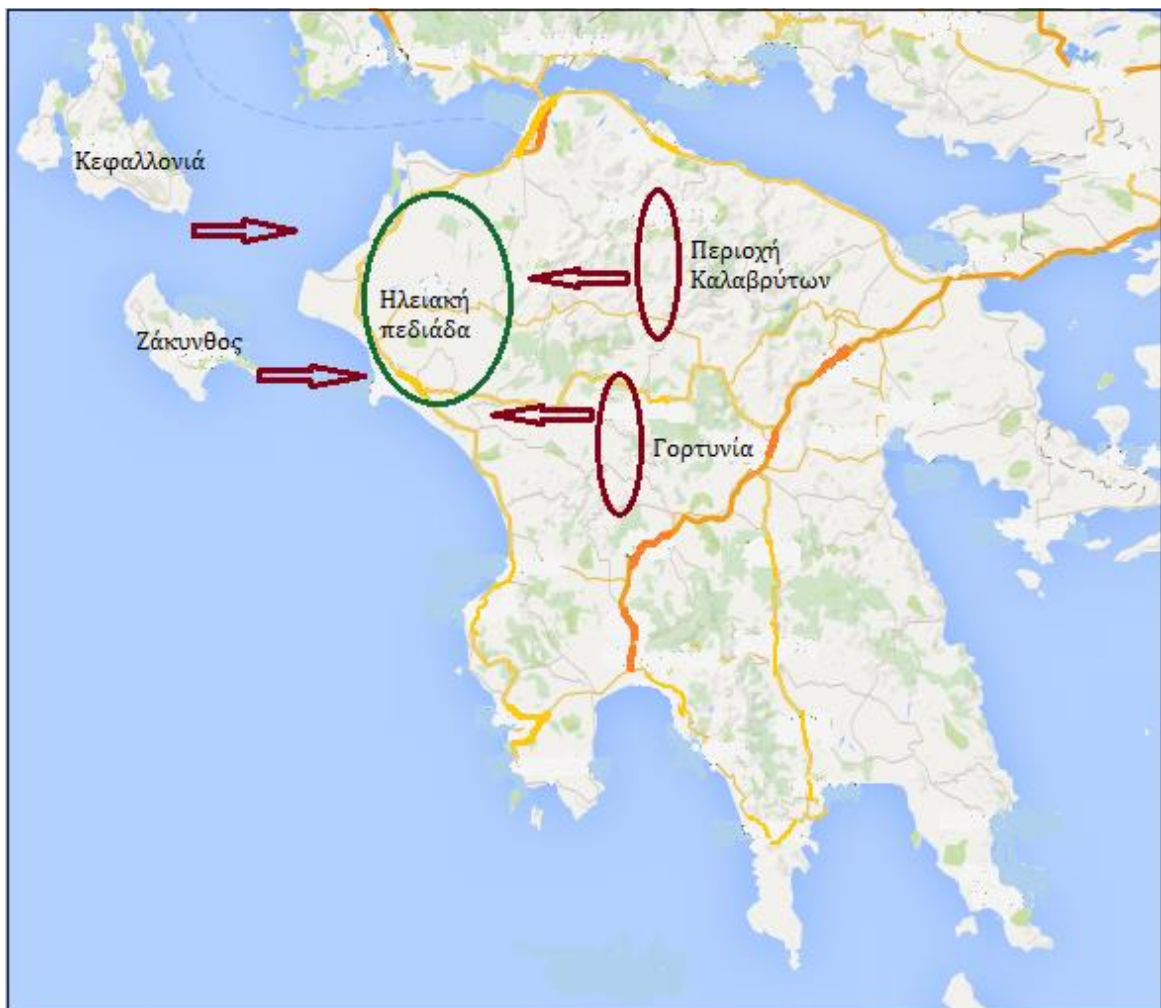 Κεφαλλονιά
Περιοχή
Καλαβρύτων
Ηλειακή
πεδιάδα
Ζάκυνθος
Γορτυνία